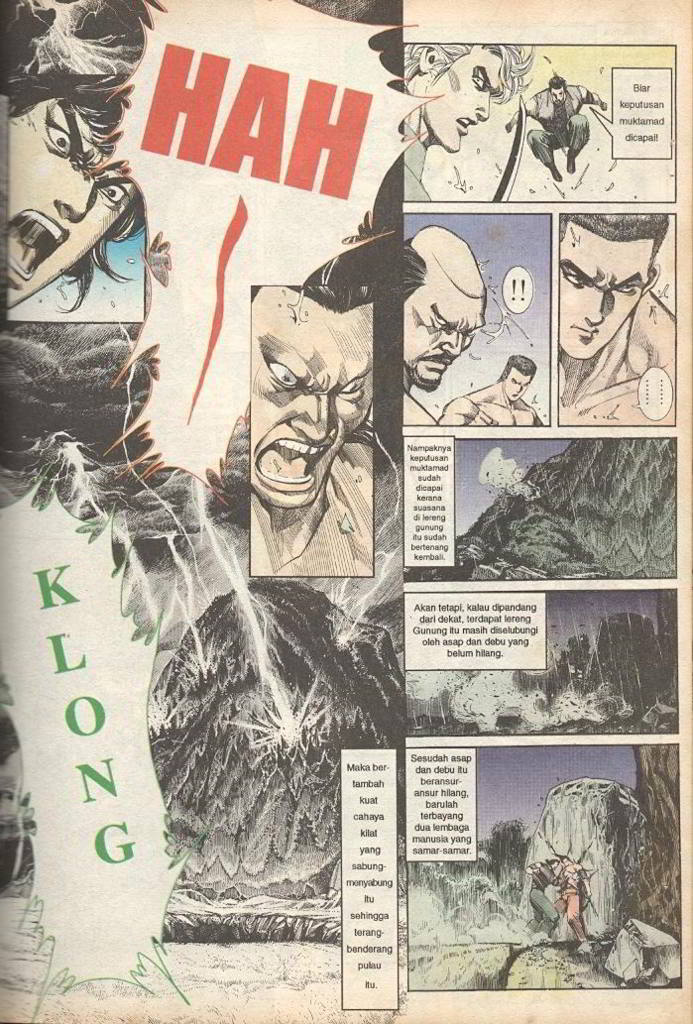 HAH
!
KLONG
Maka ber-
tambah
kuat
cahaya
kilat
yang
sabung-
menyabung
itu
sehingga
terang-
benderang
pulau
itu.
Biar
keputusan
muktamad
dicapai!
!!
......
Nampaknya
keputusan
muktamad
sudah
dicapai
kerana
suasana
di lereng
gunung
itu sudah
bertenang
kembali.
Akan tetapi, kalau dipandang
dari dekat, terdapat lereng
Gunung itu masih diselubungi
oleh asap dan debu yang
belum hilang.
Sesudah asap
dan debu itu
beransur-
ansur hilang,
barulah
terbayang
dua lembaga
manusia yang
samar-samar.